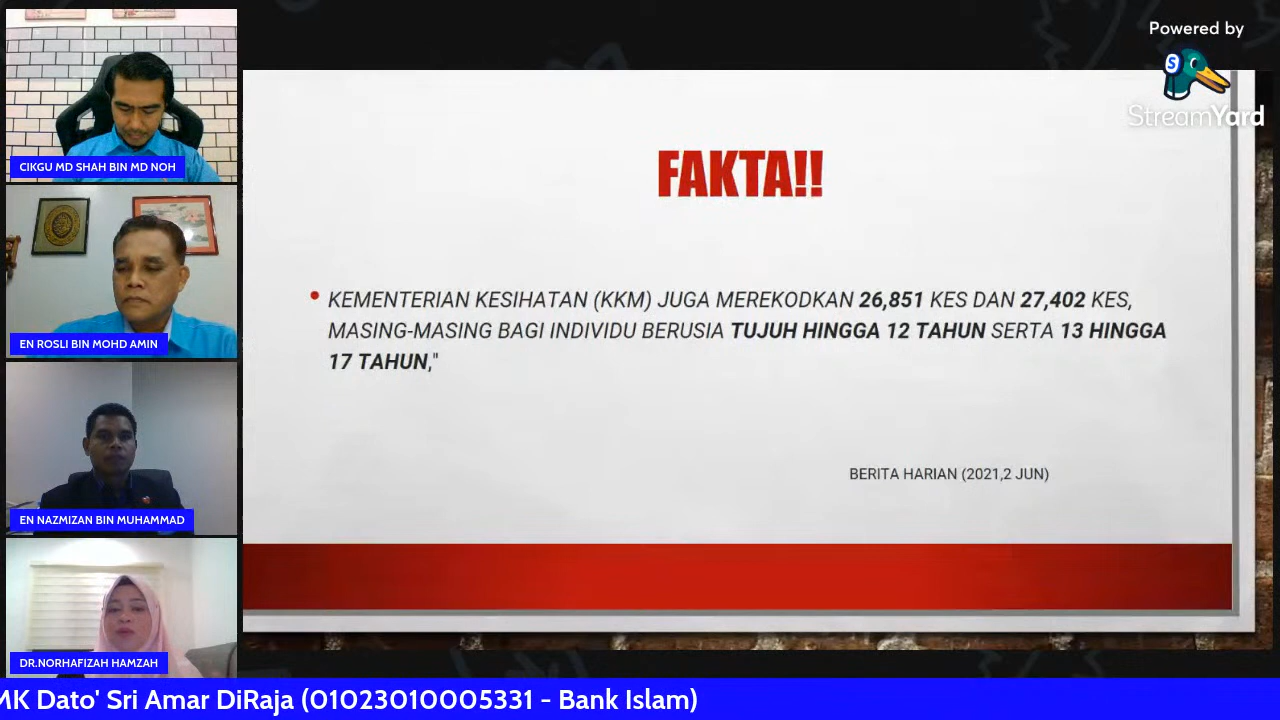 CIKGU MD SHAH BIN MD NOH
EN ROSLI BIN MOHD AMIN
EN NAZMIZAN BIN MUHAMMAD
DR.NORHAFIZAH HAMZAH
Powered by
StreamYard
FAKTA!!
• KEMENTERIAN KESIHATAN (KKM) JUGA MEREKODKAN 26,851 KES DAN 27,402 KES,
MASING-MASING BAGI INDIVIDU BERUSIA TUJUH HINGGA 12 TAHUN SERTA 13 HINGGA
17 TAHUN,"
BERITA HARIAN (2021,2 JUN)
MK Dato' Sri Amar DiRaja (01023010005331 - Bank Islam)